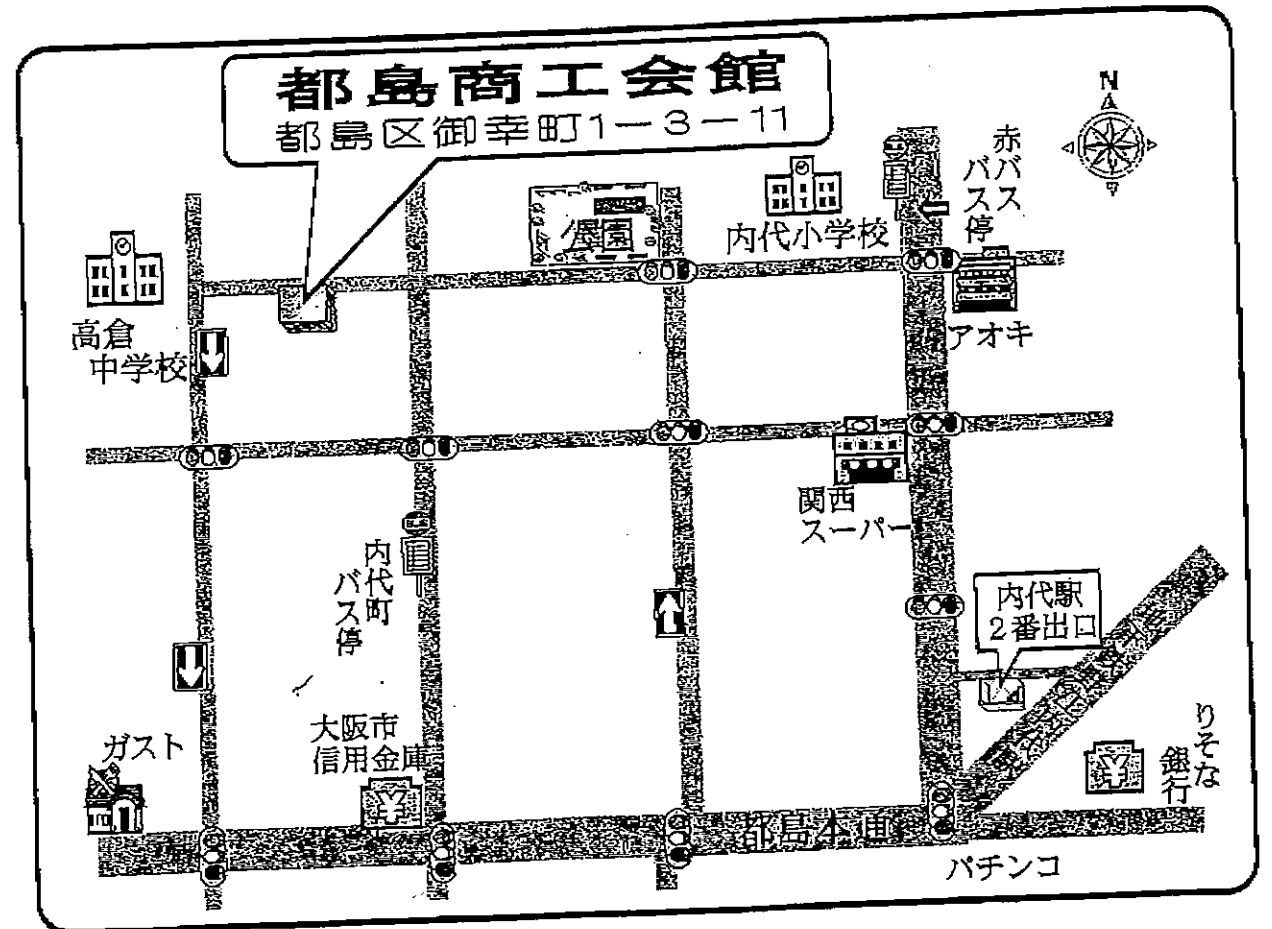 都島商工会館
都島区御幸町1-3-11
N
赤バス
バス停
公園
内代小学校
アオキ
高倉
中学校
関西
スーパー
内代町
バス停
内代駅
2番出口
大阪市
信用金庫
ガスト
りそな
銀行
都島本通
パチンコ